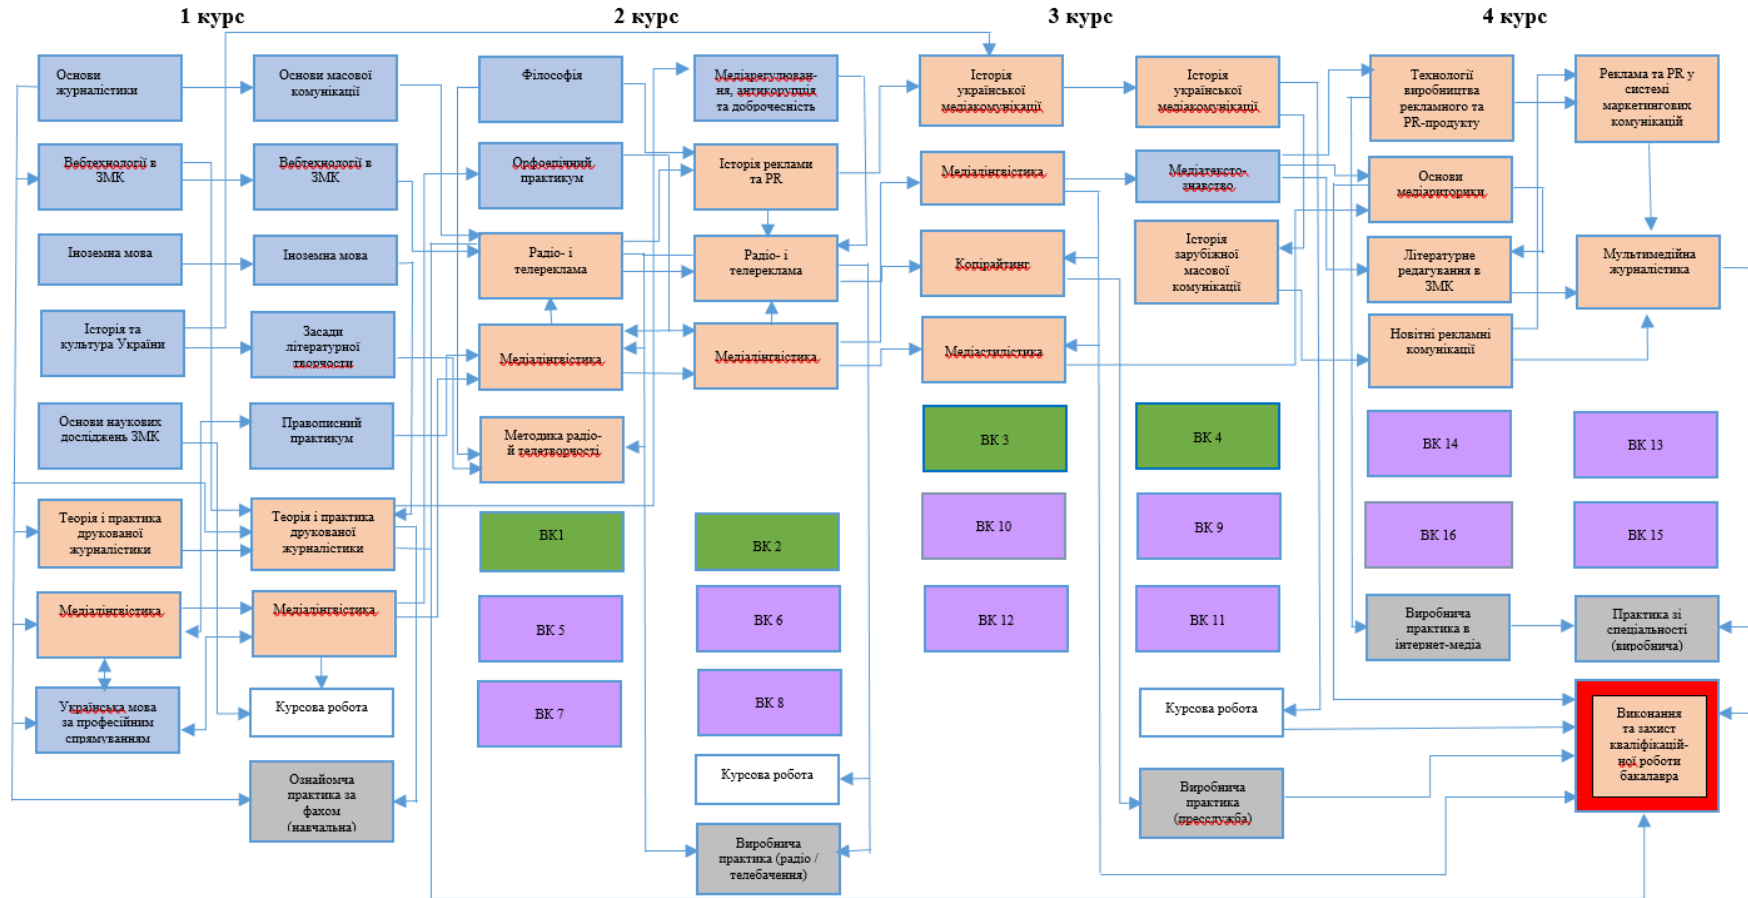 1 курс
2 курс
3 курс
4 курс
Основи
журналістики
Вебтехнології в
ЗМК
Іноземна мова
Історія та
культура України
Основи наукових
досліджень ЗМК
Теорія і практика
друкованої
журналістики
Медіалінгвістика
Українська мова
за професійним
спрямуванням
Основи масової
комунікації
Вебтехнології в
ЗМК
Іноземна мова
Засади
літературної
творчости
Правописний
практикум
Теорія і практика
друкованої
журналістики
Медіалінгвістика
Курсова робота
Ознайомча
практика за
фахом
(навчальна)
Філософія
Орфоепічний
практикум
Радіо- і
телереклама
Медіалінгвістика
Методика радіо-
й телетворчості
ВК1
ВК 5
ВК 7
Медіарегулюван-
ня, антикорупція
та доброчесність
Історія реклами
та PR
Радіо- і
телереклама
Медіалінгвістика
ВК 2
ВК 6
ВК 8
Курсова робота
Виробнича
практика (радіо /
телебачення)
Історія
української
медіакомунікації
Медіалінгвістика
Копірайтинг
Медіастилістика
ВК 3
ВК 10
ВК 12
Історія
української
медіакомунікації
Медіатексто-
знавство
Історія
зарубіжної
масової
комунікації
ВК 4
ВК 9
ВК 11
Курсова робота
Виробнича
практика
(пресслужба)
Технології
виробництва
рекламного та
PR-продукту
Основи
медіариторики
Літературне
редагування в
ЗМК
Новітні рекламні
комунікації
ВК 14
ВК 16
Виробнича
практика в
інтернет-медіа
Реклама та PR у
системі
маркетингових
комунікацій
Мультимедійна
журналістика
ВК 13
ВК 15
Практика зі
спеціальності
(виробнича)
Виконання
та захист
кваліфікацій-
ної роботи
бакалавра